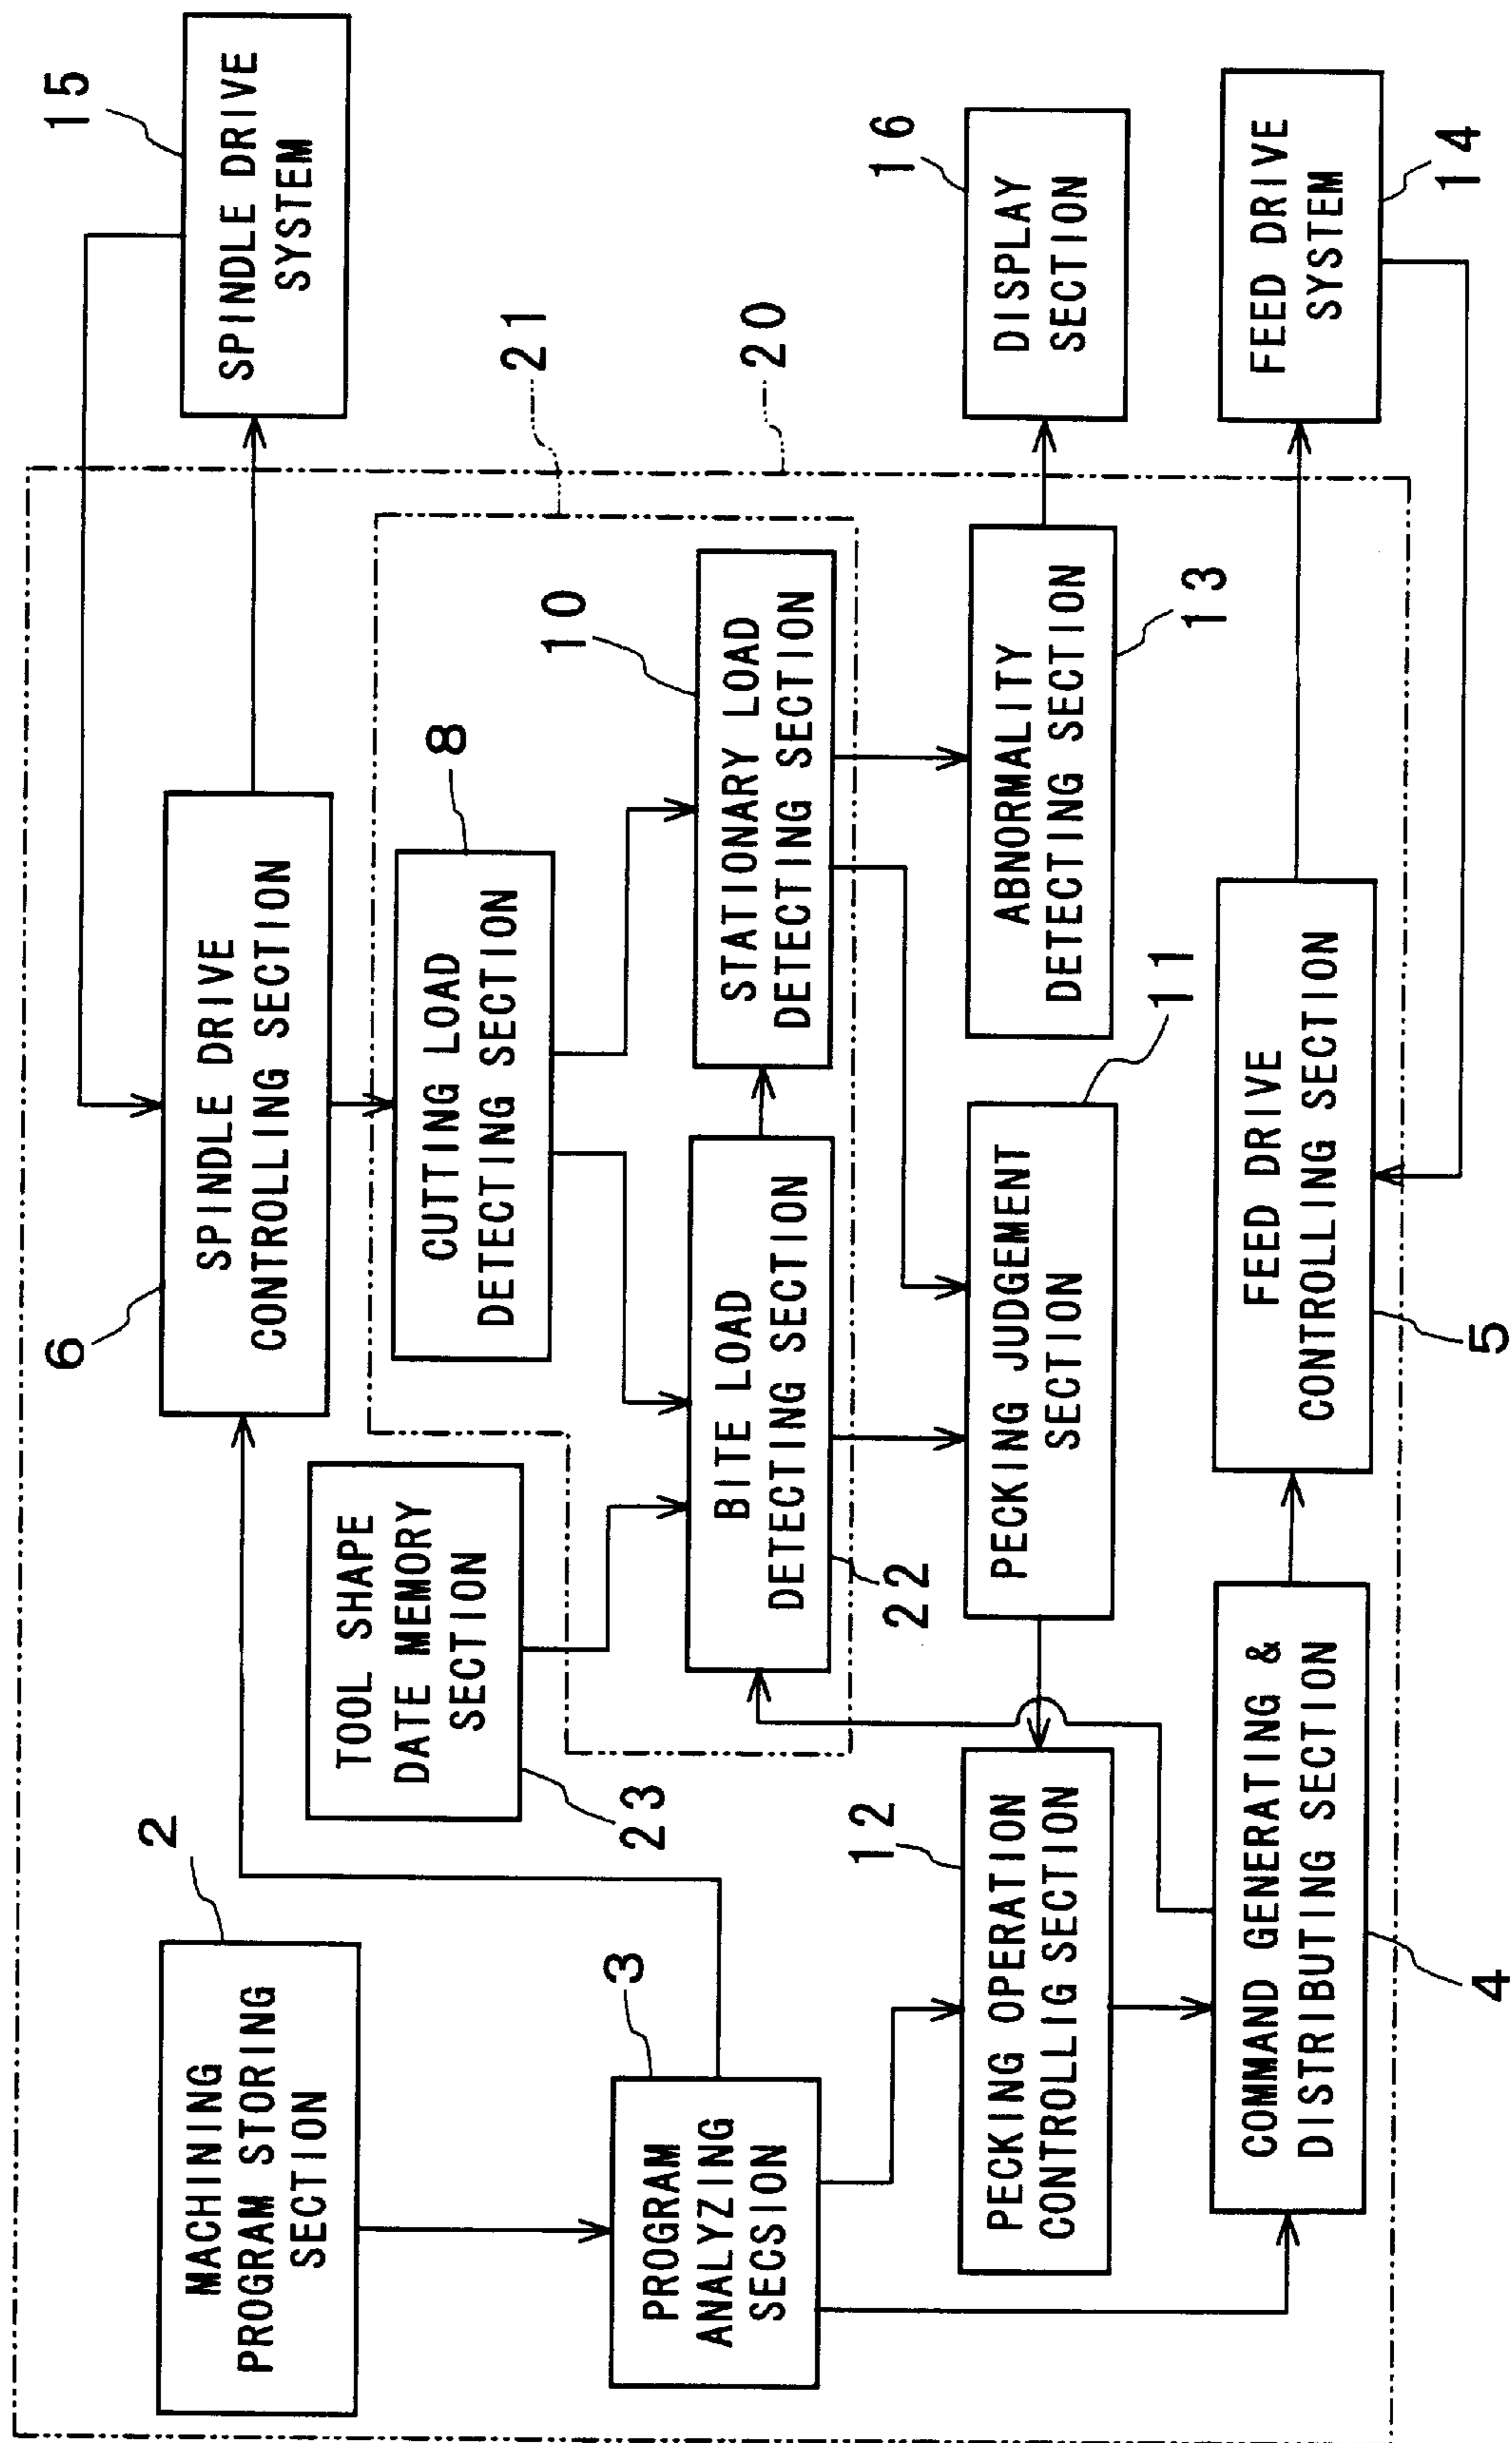 15
SPINDLE DRIVE
SYSTEM
6
SPINDLE DRIVE
CONTROLLING SECTION
2
MACHINING
PROGRAM STORING
SECTION
TOOL SHAPE
DATE MEMORY
SECTION
23
8
CUTTING LOAD
DETECTING SECTION
21
20
3
PROGRAM
ANALYZING
SECSION
BITE LOAD
DETECTING SECTION
22
10
STATIONARY LOAD
DETECTING SECTION
12
PECKING OPERATION
CONTROLLIG SECTION
PECKING JUDGEMENT
SECTION
11
ABNORMALITY
DETECTING SECTION
13
16
DISPLAY
SECTION
COMMAND GENERATING &
DISTRIBUTING SECTION
4
FEED DRIVE
CONTROLLING SECTION
5
FEED DRIVE
SYSTEM
14